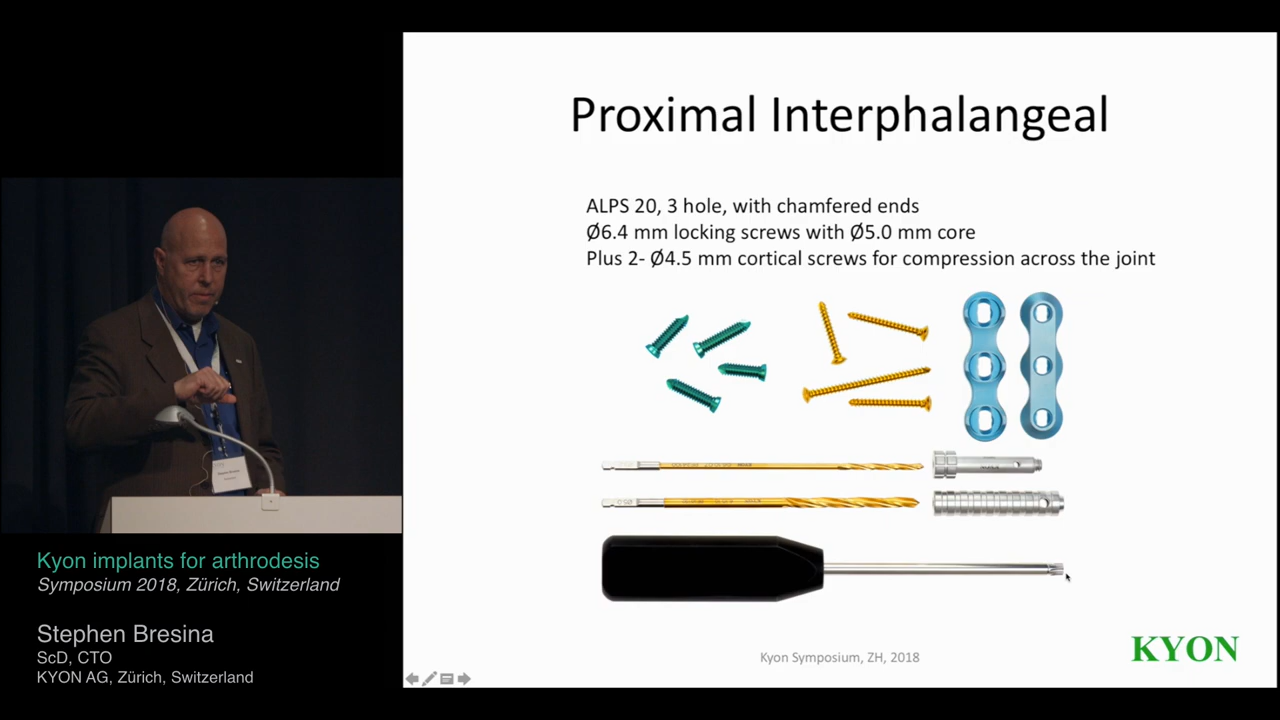 Proximal Interphalangeal
ALPS 20, 3 hole, with chamfered ends
Ø6.4 mm locking screws with Ø5.0 mm core
Plus 2- Ø4.5 mm cortical screws for compression across the joint
Kyon implants for arthrodesis
Symposium 2018, Zürich, Switzerland
Stephen Bresina
ScD, CTO
KYON AG, Zürich, Switzerland
Kyon Symposium, ZH, 2018
KYON